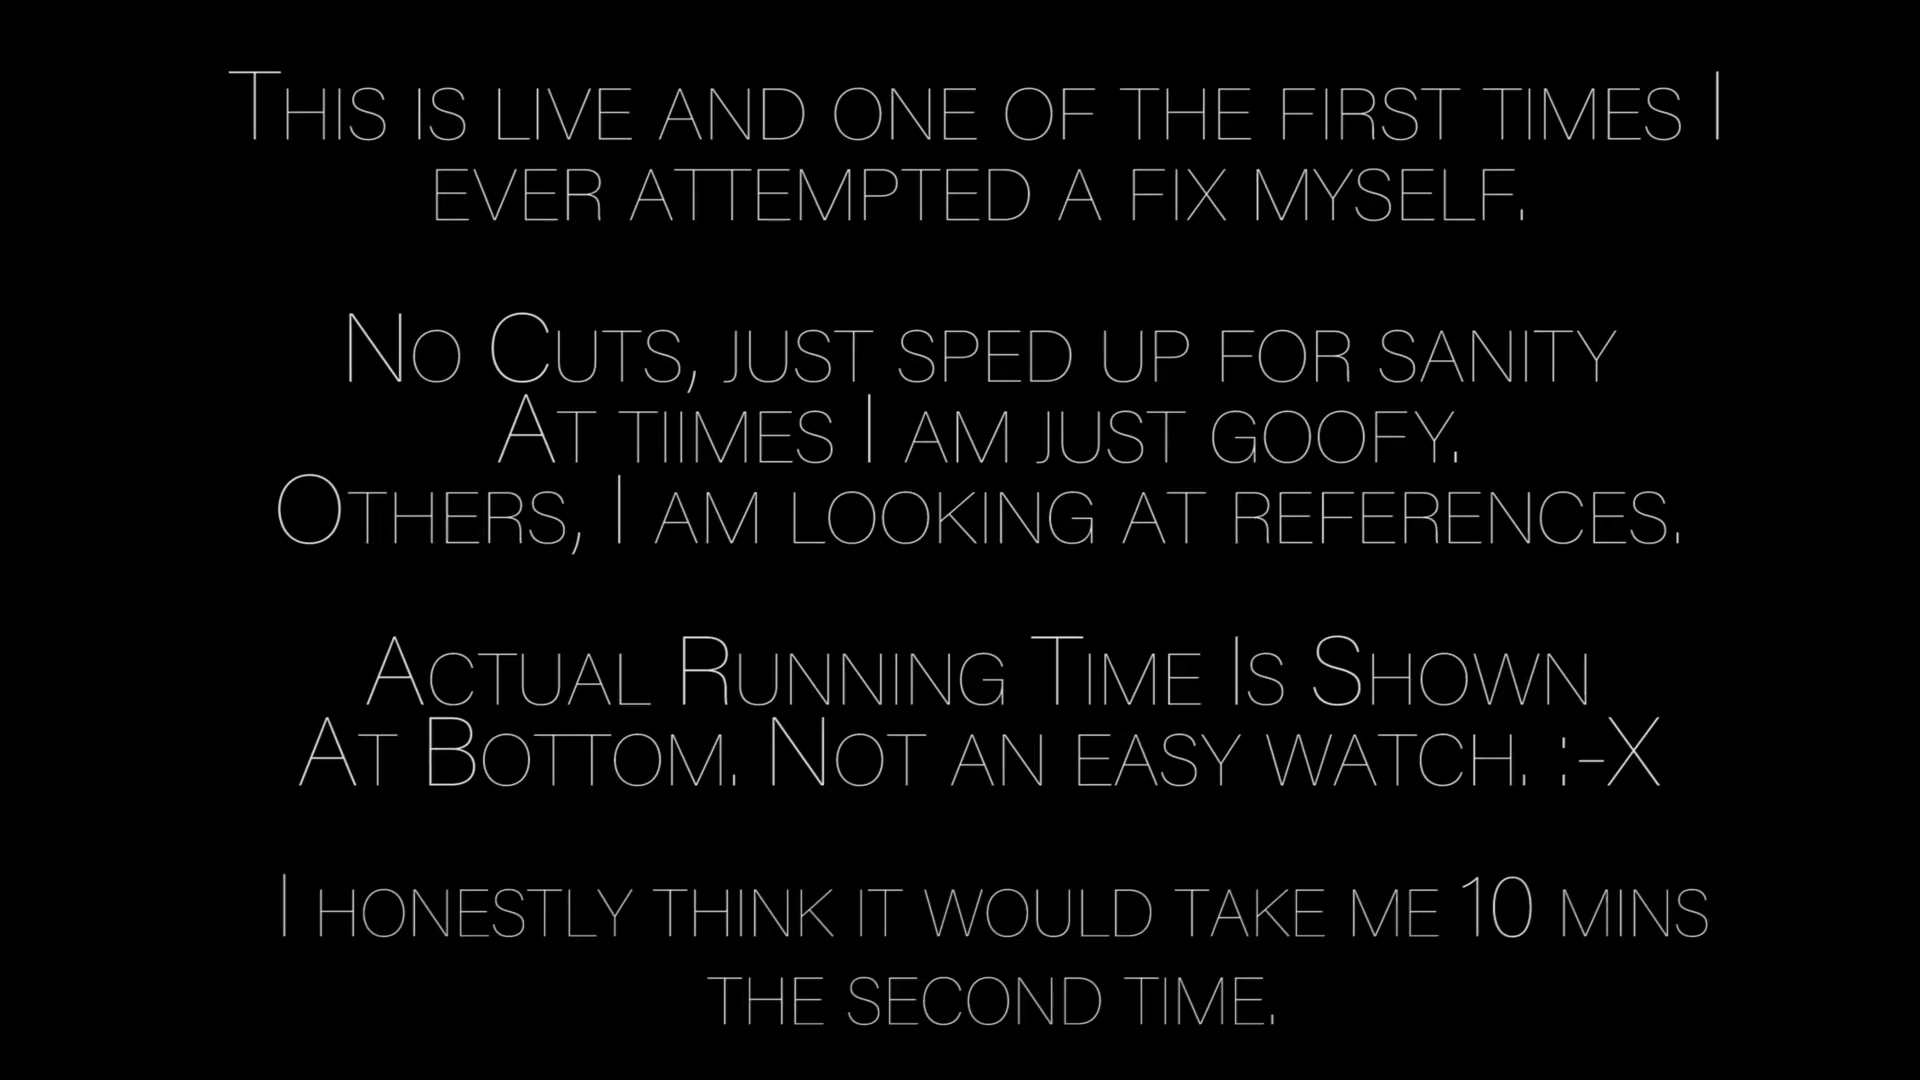 This is live and one of the first times I
ever attempted a fix myself.
No Cuts, just sped up for sanity
At tiimes I am just goofy.
Others, I am looking at references.
Actual Running Time Is Shown
At Bottom. Not an easy watch. :-X
I honestly think it would take me 10 mins
the second time.